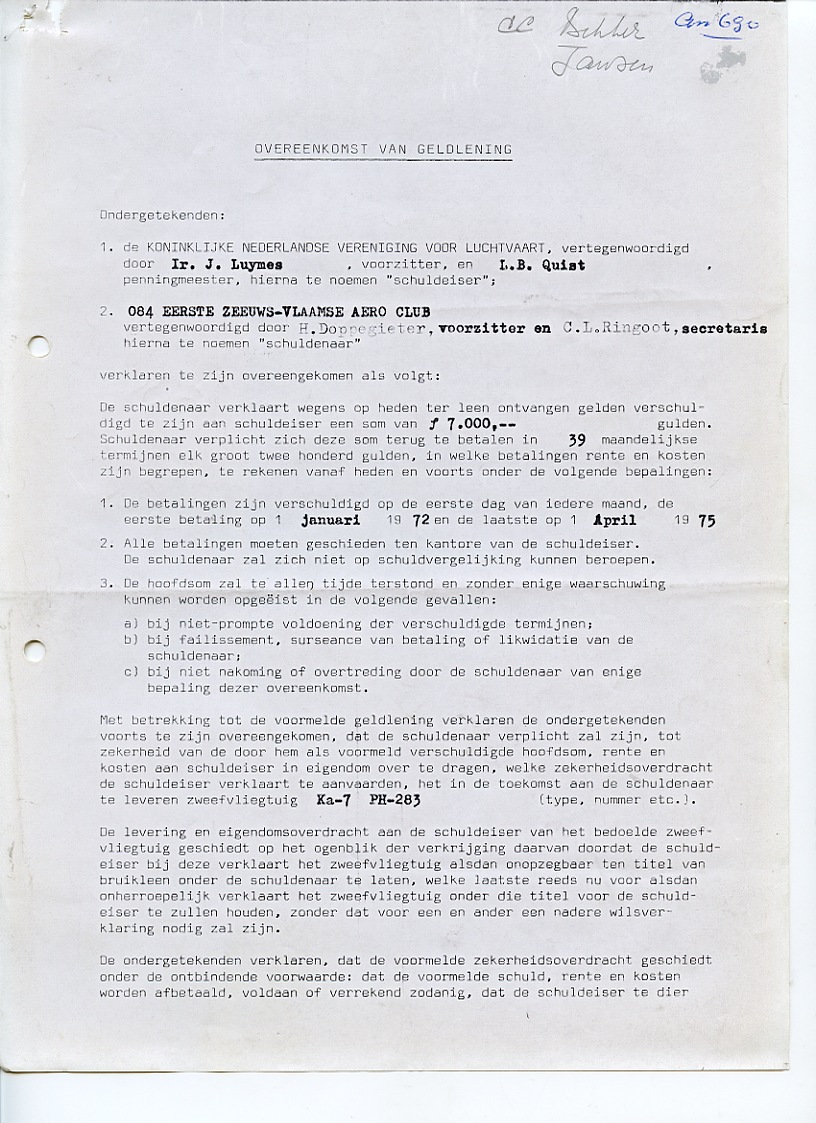 cc Bekker
Jansen
OVEREENKOMST VAN GELDLENING
Ondergetekenden:
1. de KONINKLIJKE NEDERLANDSE VERENIGING VOOR LUCHTVAART, vertegenwoordigd
door Ir. J. Luymes , voorzitter, en L.B. Quist ,
penningmeester, hierna te noemen "schuldeiser";
2. 084 EERSTE ZEEUWS-VLAAMSE AERO CLUB
vertegenwoordigd door H.Doppegieter, voorzitter en C.L.Ringoot, secretaris
hierna te noemen "schuldenaar"
verklaren te zijn overeengekomen als volgt:
De schuldenaar verklaart wegens op heden ter leen ontvangen gelden verschul-
digd te zijn aan schuldeiser een som van ƒ 7.000,-- gulden.
Schuldenaar verplicht zich deze som terug te betalen in 39 maandelijkse
termijnen elk groot twee honderd gulden, in welke betalingen rente en kosten
zijn begrepen, te rekenen vanaf heden en voorts onder de volgende bepalingen:
1. De betalingen zijn verschuldigd op de eerste dag van iedere maand, de
eerste betaling op 1 januari 19 72 en de laatste op 1 April 19 75
2. Alle betalingen moeten geschieden ten kantore van de schuldeiser.
De schuldenaar zal zich niet op schuldvergelijking kunnen beroepen.
3. De hoofdsom zal te allen tijde terstond en zonder enige waarschuwing
kunnen worden opgeëist in de volgende gevallen:
a) bij niet-prompte voldoening der verschuldigde termijnen;
b) bij failissement, surseance van betaling of likwidatie van de
schuldenaar;
c) bij niet nakoming of overtreding door de schuldenaar van enige
bepaling dezer overeenkomst.
Met betrekking tot de voormelde geldlening verklaren de ondergetekenden
voorts te zijn overeengekomen, dat de schuldenaar verplicht zal zijn, tot
zekerheid van de door hem als voormeld verschuldigde hoofdsom, rente en
kosten aan schuldeiser in eigendom over te dragen, welke zekerheidsoverdracht
de schuldeiser verklaart te aanvaarden, het in de toekomst aan de schuldenaar
te leveren zweefvliegtuig Ka-7 PH-283 (type, nummer etc.).
De levering en eigendomsoverdracht aan de schuldeiser van het bedoelde zweef-
vliegtuig geschiedt op het ogenblik der verkrijging daarvan doordat de schuld-
eiser bij deze verklaart het zweefvliegtuig alsdan onopzegbaar ten titel van
bruikleen onder de schuldenaar te laten, welke laatste reeds nu voor alsdan
onherroepelijk verklaart het zweefvliegtuig onder die titel voor de schuld-
eiser te zullen houden, zonder dat voor een en ander een nadere wilsver-
klaring nodig zal zijn.
De ondergetekenden verklaren, dat de voormelde zekerheidsoverdracht geschiedt
onder de ontbindende voorwaarde: dat de voormelde schuld, rente en kosten
worden afbetaald, voldaan of verrekend zodanig, dat de schuldeiser te dier